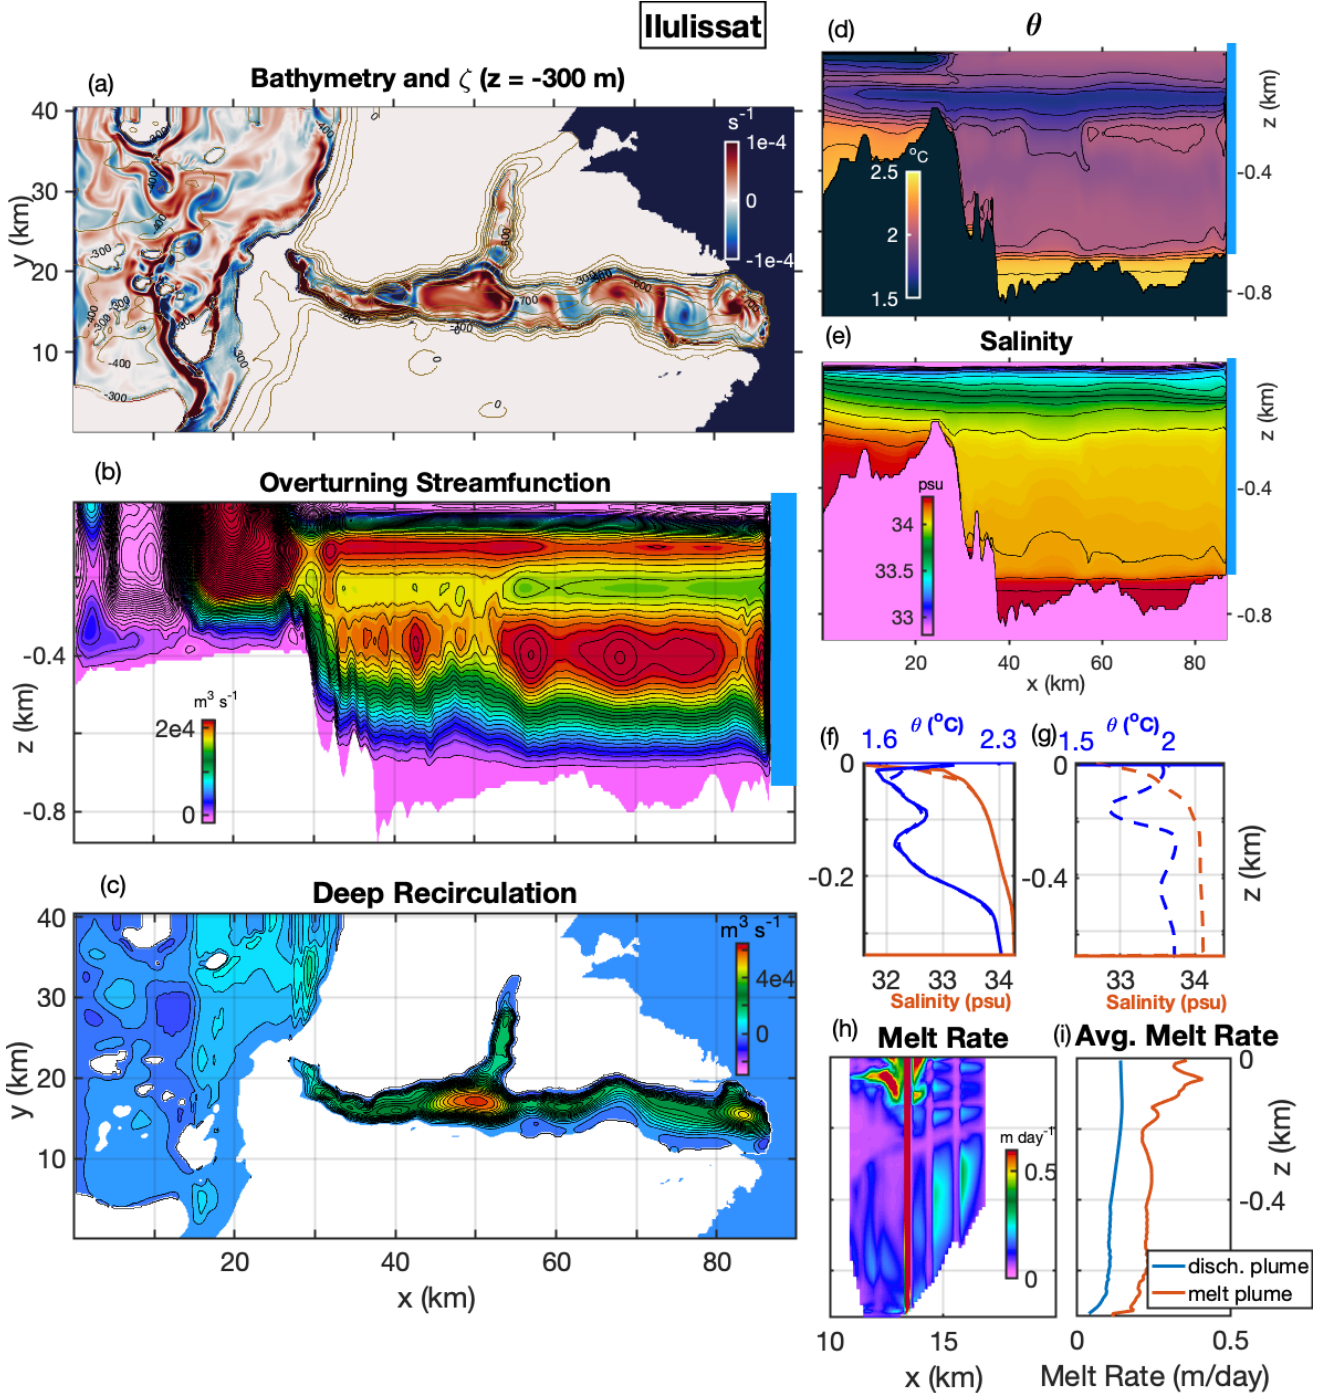 Ilulissat
(a)
Bathymetry and ζ (z = -300 m)
s⁻¹
1e-4
0
-1e-4
40
30
20
10
y (km)
(b)
Overturning Streamfunction
m³ s⁻¹
2e4
0
-0.4
-0.8
z (km)
(c)
Deep Recirculation
m³ s⁻¹
4e4
0
40
30
20
10
y (km)
20
40
60
80
x (km)
(d)
θ
°C
2.5
2
1.5
-0.4
-0.8
z (km)
(e)
Salinity
psu
34
33.5
33
-0.4
-0.8
z (km)
20
40
60
80
x (km)
(f)
θ (°C)
1.6
2.3
0
-0.2
32
33
34
Salinity (psu)
(g)
θ (°C)
1.5
2
0
-0.4
z (km)
33
34
Salinity (psu)
(h)
Melt Rate
m day⁻¹
0.5
0
10
15
x (km)
(i)
Avg. Melt Rate
0
-0.4
z (km)
disch. plume
melt plume
0
0.5
Melt Rate (m/day)